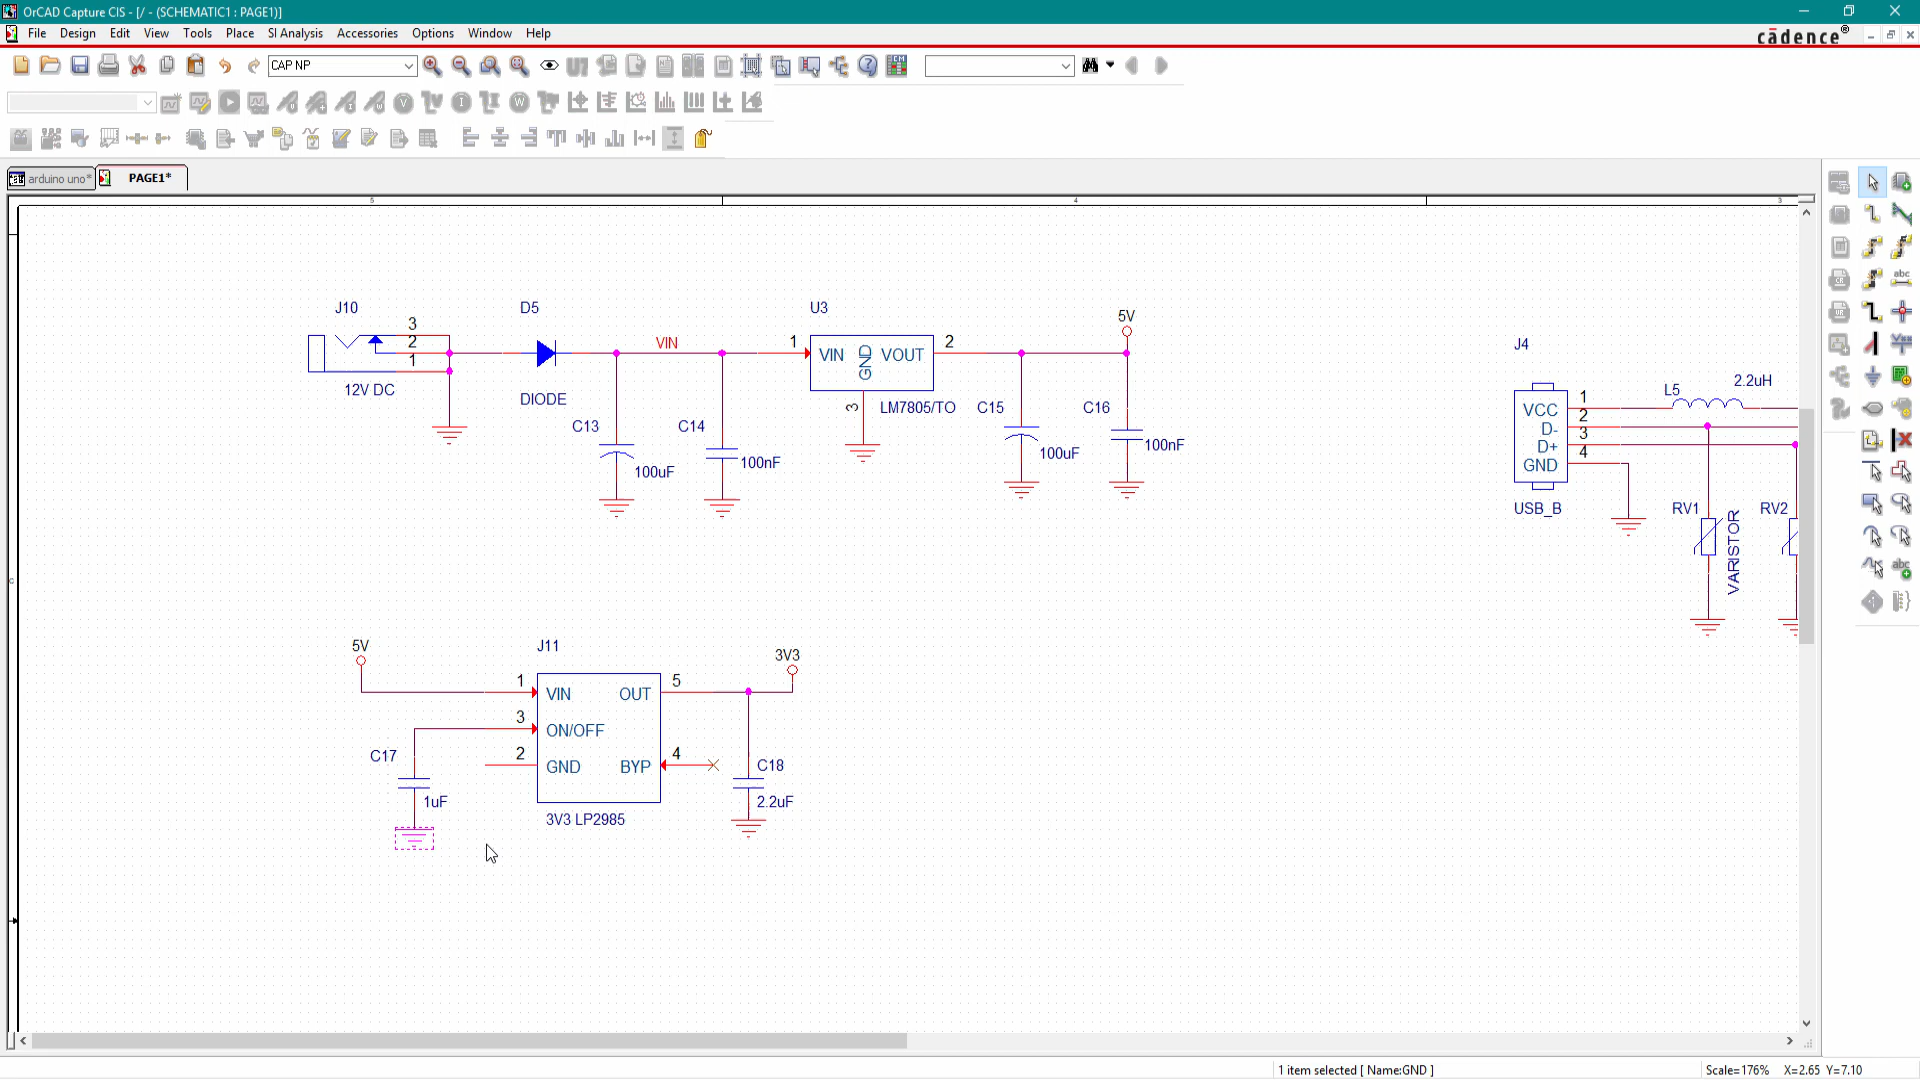 OrCAD Capture CIS - [/ - (SCHEMATIC1 : PAGE1)]
File Design Edit View Tools Place SI Analysis Accessories Options Window Help
cādence®
CAP NP
arduino uno*
PAGE1*
5
4
3
J10
3
2
1
12V DC
D5
DIODE
VIN
U3
1
VIN
GND
VOUT
2
3
LM7805/TO
5V
C13
100uF
C14
100nF
C15
100uF
C16
100nF
J4
VCC
D-
D+
GND
1
2
3
4
USB_B
L5
2.2uH
RV1
VARISTOR
RV2
C
5V
J11
1
VIN
OUT
5
3
ON/OFF
2
GND
BYP
4
3V3 LP2985
3V3
C17
1uF
C18
2.2uF
1 item selected [ Name:GND ]
Scale=176% X=2.65 Y=7.10